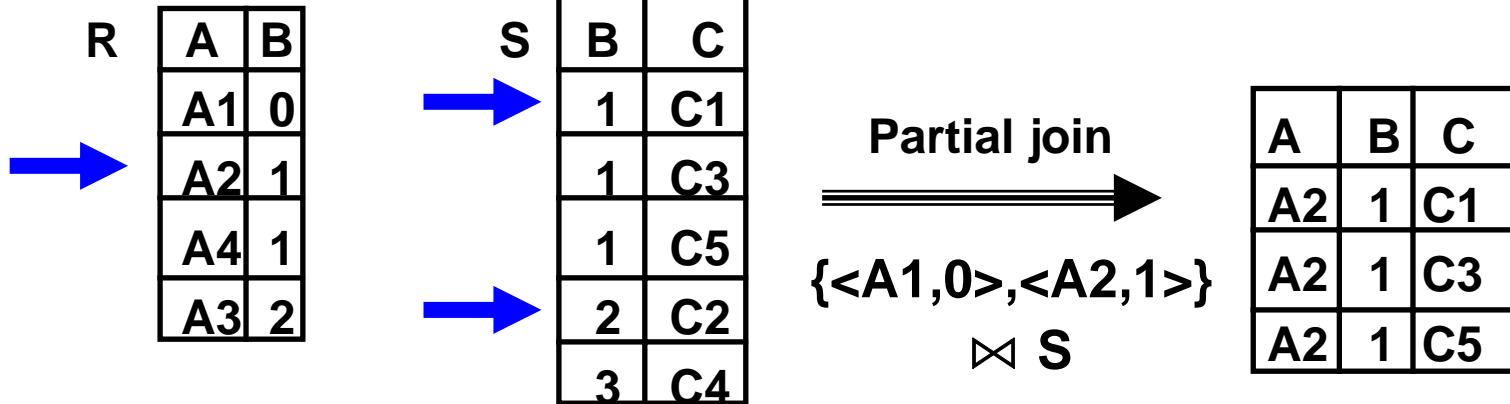 R
A B
A1 0
A2 1
A4 1
A3 2
S
B C
1 C1
1 C3
1 C5
2 C2
3 C4
Partial join
{<A1,0>,<A2,1>}
⋈ S
A B C
A2 1 C1
A2 1 C3
A2 1 C5